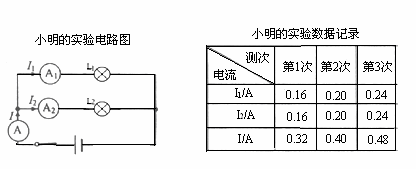 小明的实验电路图
I₁ A₁ L₁
I₂ A₂ L₂
I
A
小明的实验数据记录
测次 电流 第1次 第2次 第3次
I₁/A 0.16 0.20 0.24
I₂/A 0.16 0.20 0.24
I/A 0.32 0.40 0.48